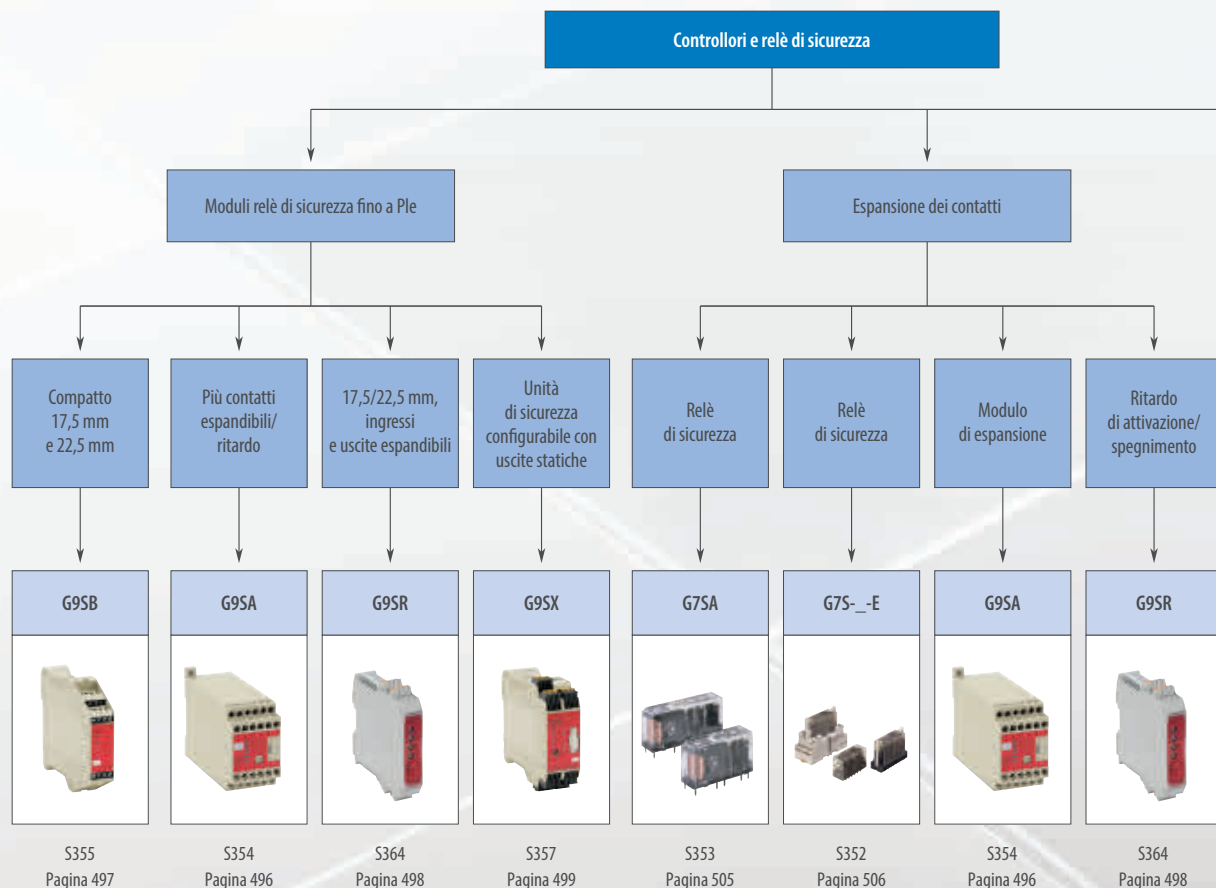 Controllori e relè di sicurezza
Moduli relè di sicurezza fino a Ple
Espansione dei contatti
Compatto
17,5 mm
e 22,5 mm
Più contatti
espandibili/
ritardo
17,5/22,5 mm,
ingressi
e uscite espandibili
Unità
di sicurezza
configurabile con
uscite statiche
Relè
di sicurezza
Relè
di sicurezza
Modulo
di espansione
Ritardo
di attivazione/
spegnimento
G9SB
G9SA
G9SR
G9SX
G7SA
G7S-_-E
G9SA
G9SR
S355
Pagina 497
S354
Pagina 496
S364
Pagina 498
S357
Pagina 499
S353
Pagina 505
S352
Pagina 506
S354
Pagina 496
S364
Pagina 498